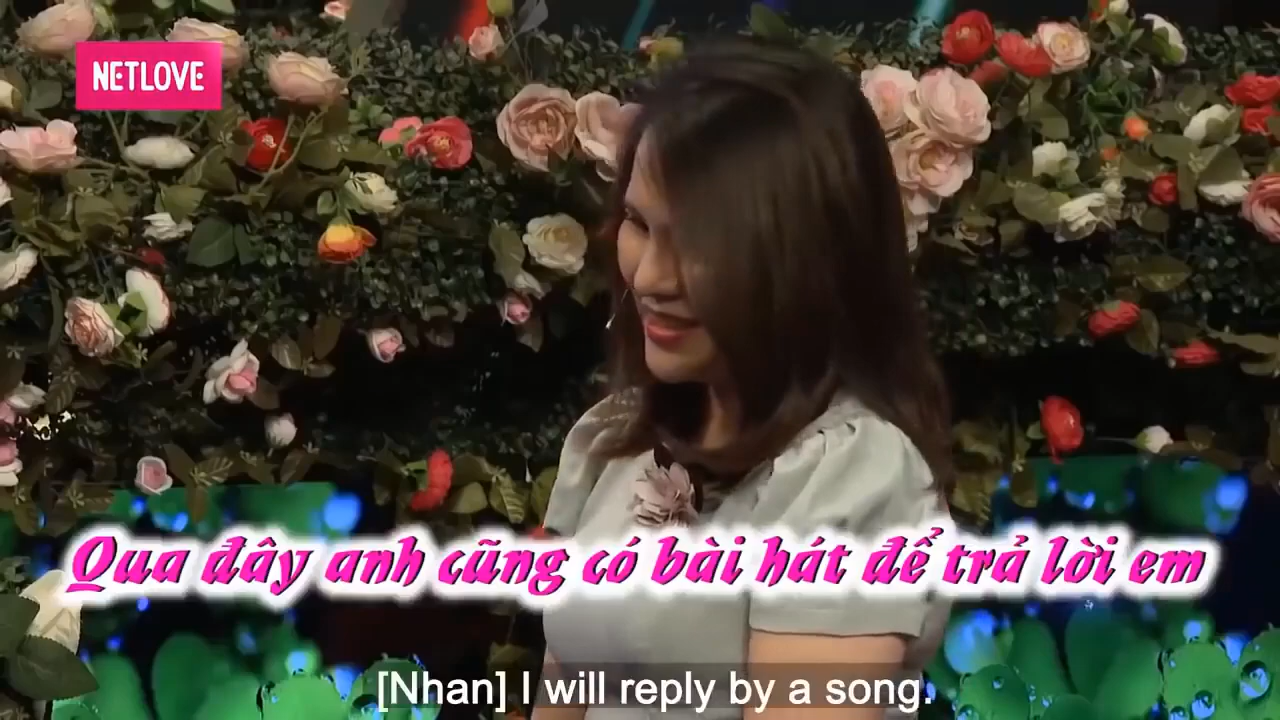 NETLOVE
Qua đây anh cũng có bài hát để trả lời em
[Nhan] I will reply by a song.